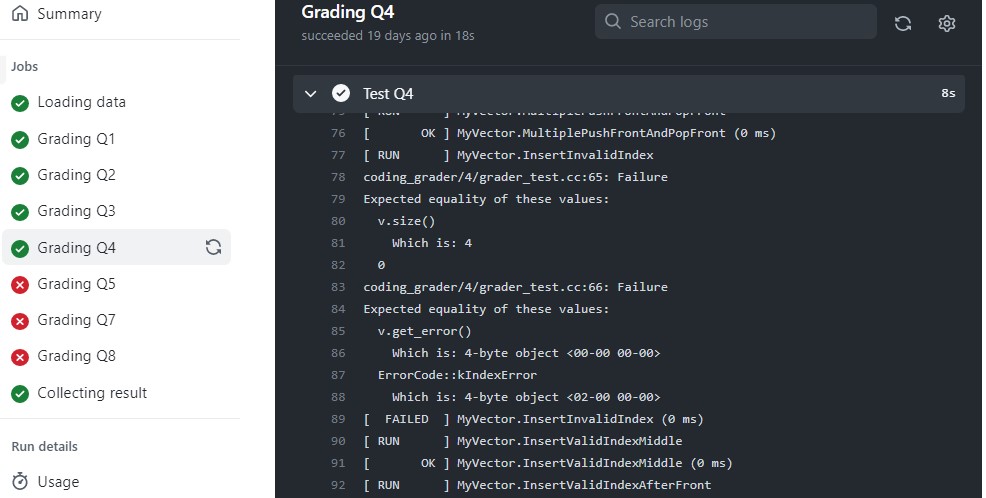 Summary
Jobs
Loading data
Grading Q1
Grading Q2
Grading Q3
Grading Q4
Grading Q5
Grading Q7
Grading Q8
Collecting result
Run details
Usage
Grading Q4
succeeded 19 days ago in 18s
Search logs
Test Q4 8s
75 [ RUN      ] MyVector.MultiplePushFrontAndPopFront
76 [       OK ] MyVector.MultiplePushFrontAndPopFront (0 ms)
77 [ RUN      ] MyVector.InsertInvalidIndex
78 coding_grader/4/grader_test.cc:65: Failure
79 Expected equality of these values:
80   v.size()
81     Which is: 4
82   0
83 coding_grader/4/grader_test.cc:66: Failure
84 Expected equality of these values:
85   v.get_error()
86     Which is: 4-byte object <00-00 00-00>
87   ErrorCode::kIndexError
88     Which is: 4-byte object <02-00 00-00>
89 [  FAILED  ] MyVector.InsertInvalidIndex (0 ms)
90 [ RUN      ] MyVector.InsertValidIndexMiddle
91 [       OK ] MyVector.InsertValidIndexMiddle (0 ms)
92 [ RUN      ] MyVector.InsertValidIndexAfterFront